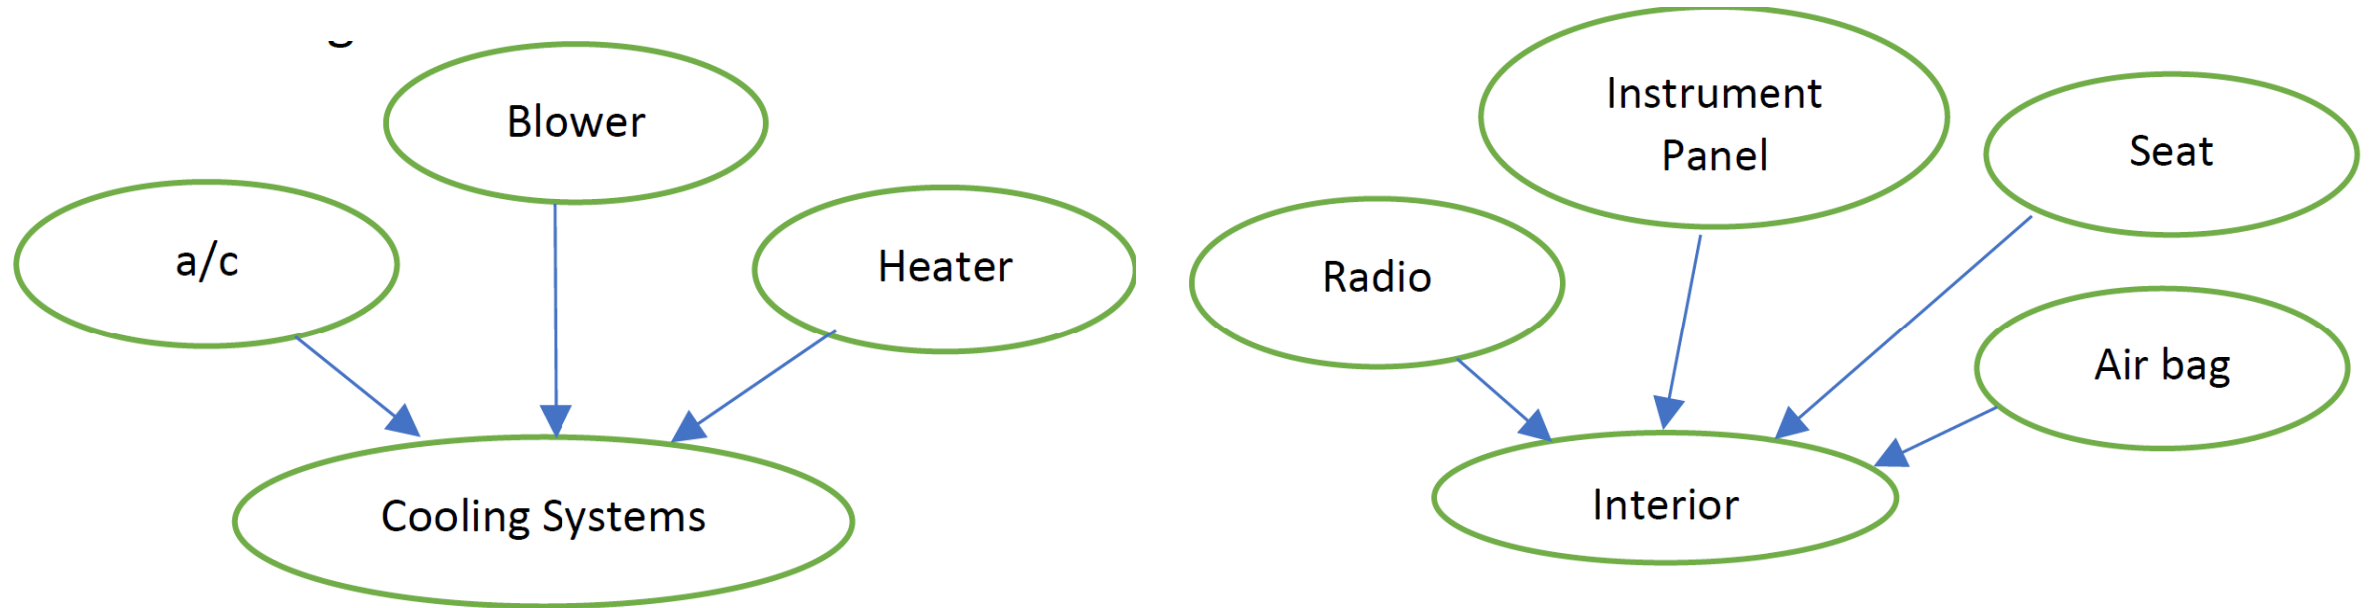 Blower
a/c
Heater
Cooling Systems
Instrument
Panel
Seat
Radio
Air bag
Interior